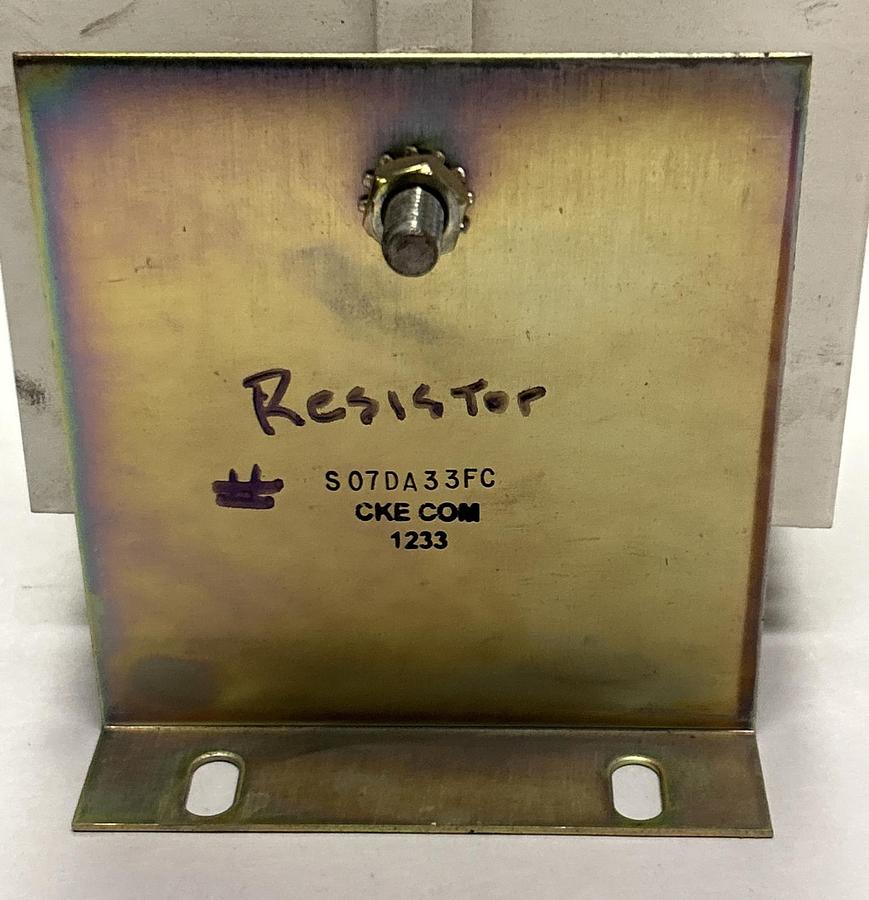 Resistor
# S07DA33FC
CKE COM
1233